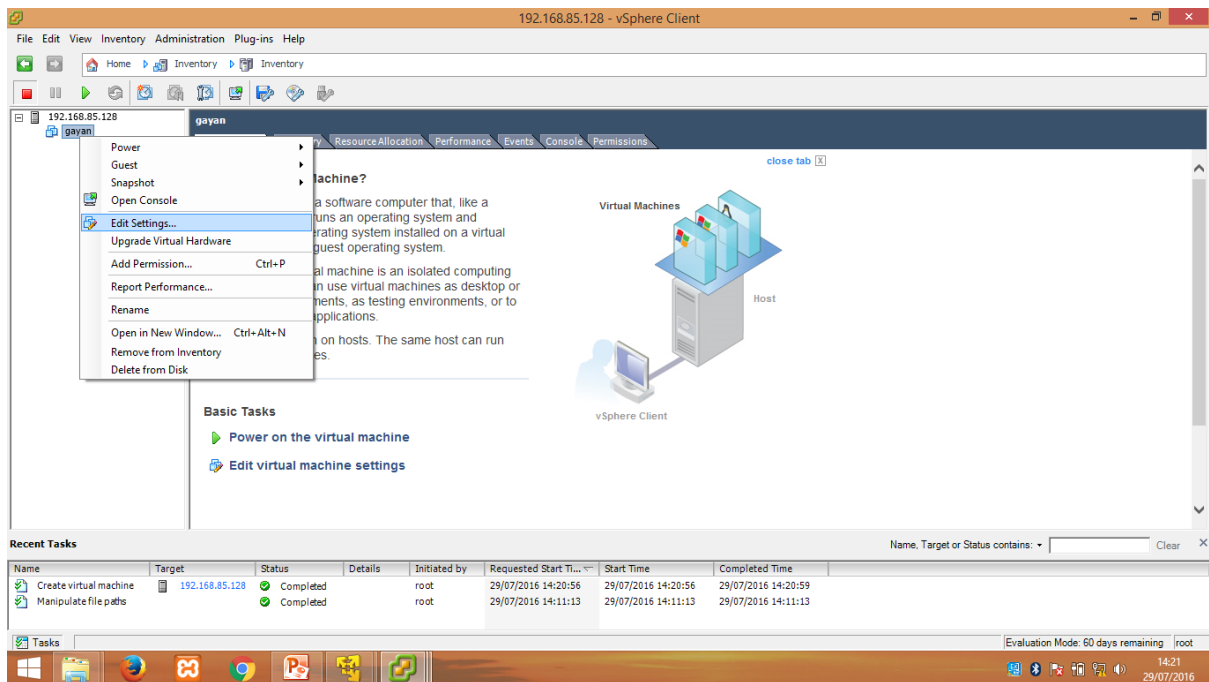 192.168.85.128 - vSphere Client
File Edit View Inventory Administration Plug-ins Help
Home Inventory Inventory
192.168.85.128
gayan
gayan
Resource Allocation Performance Events Console Permissions
close tab X
Power
Guest
Snapshot
Open Console
Edit Settings...
Upgrade Virtual Hardware
Add Permission... Ctrl+P
Report Performance...
Rename
Open in New Window... Ctrl+Alt+N
Remove from Inventory
Delete from Disk
Machine?
a software computer that, like a
runs an operating system and
erating system installed on a virtual
guest operating system.
al machine is an isolated computing
an use virtual machines as desktop or
ments, as testing environments, or to
applications.
on hosts. The same host can run
es.
Virtual Machines
Host
vSphere Client
Basic Tasks
Power on the virtual machine
Edit virtual machine settings
Recent Tasks
Name, Target or Status contains:
Clear
Name Target Status Details Initiated by Requested Start Ti... Start Time Completed Time
Create virtual machine 192.168.85.128 Completed root 29/07/2016 14:20:56 29/07/2016 14:20:56 29/07/2016 14:20:59
Manipulate file paths Completed root 29/07/2016 14:11:13 29/07/2016 14:11:13 29/07/2016 14:11:13
Tasks
Evaluation Mode: 60 days remaining root
14:21
29/07/2016